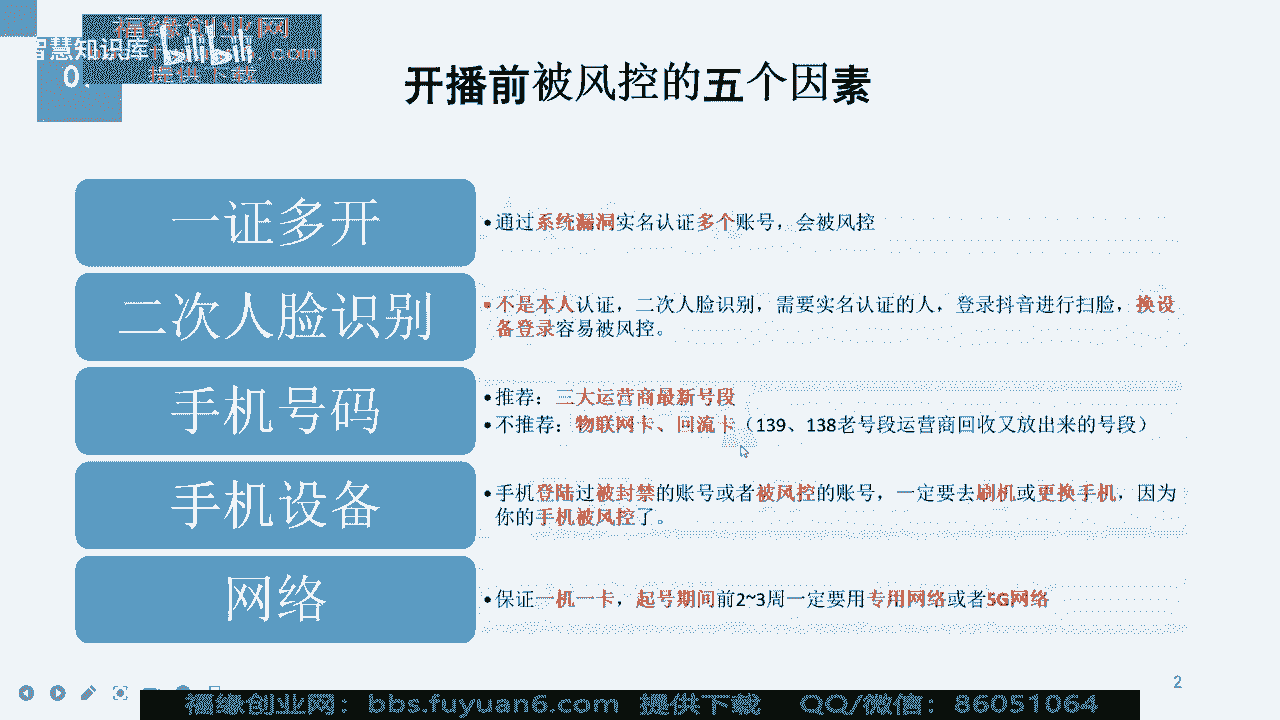 福缘创业网
智慧知识库 bilibili .com
提供下载
0.
开播前被风控的五个因素
一证多开
•通过系统漏洞实名认证多个账号，会被风控
二次人脸识别
•不是本人认证，二次人脸识别，需要实名认证的人，登录抖音进行扫脸，换设
备登录容易被风控。
手机号码
•推荐：三大运营商最新号段
•不推荐：物联网卡、回流卡（139、138老号段运营商回收又放出来的号段）
手机设备
•手机登陆过被封禁的账号或者被风控的账号，一定要去刷机或更换手机，因为
你的手机被风控了。
网络
•保证一机一卡，起号期间前2~3周一定要用专用网络或者5G网络
2
福缘创业网：bbs.fuyuan6.com 提供下载 QQ/微信：86051064